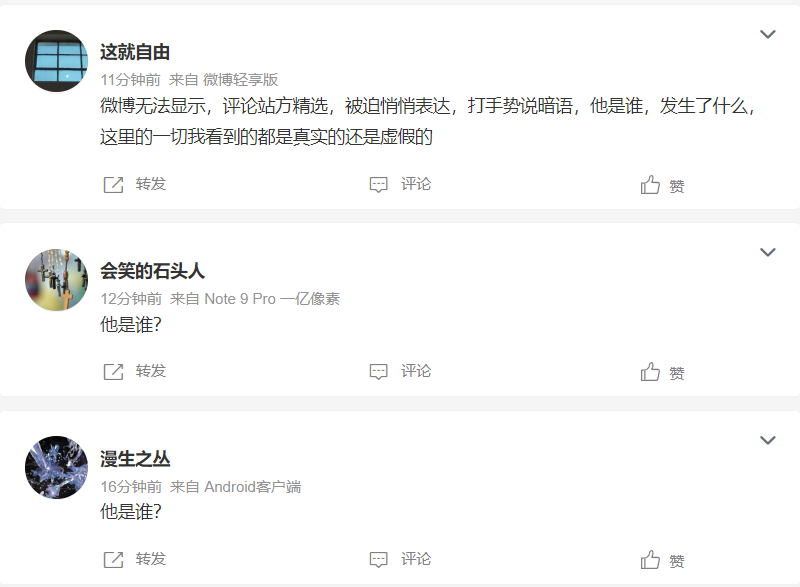 这就自由
11分钟前 来自 微博轻享版
微博无法显示，评论站方精选，被迫悄悄表达，打手势说暗语，他是谁，发生了什么，
这里的一切我看到的都是真实的还是虚假的
转发 评论 赞
会笑的石头人
12分钟前 来自 Note 9 Pro 一亿像素
他是谁？
转发 评论 赞
漫生之丛
16分钟前 来自 Android客户端
他是谁？
转发 评论 赞